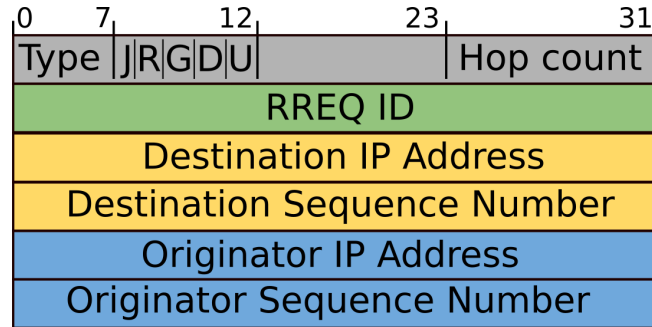 0 7 12 23 31
Type J R G D U Hop count
RREQ ID
Destination IP Address
Destination Sequence Number
Originator IP Address
Originator Sequence Number